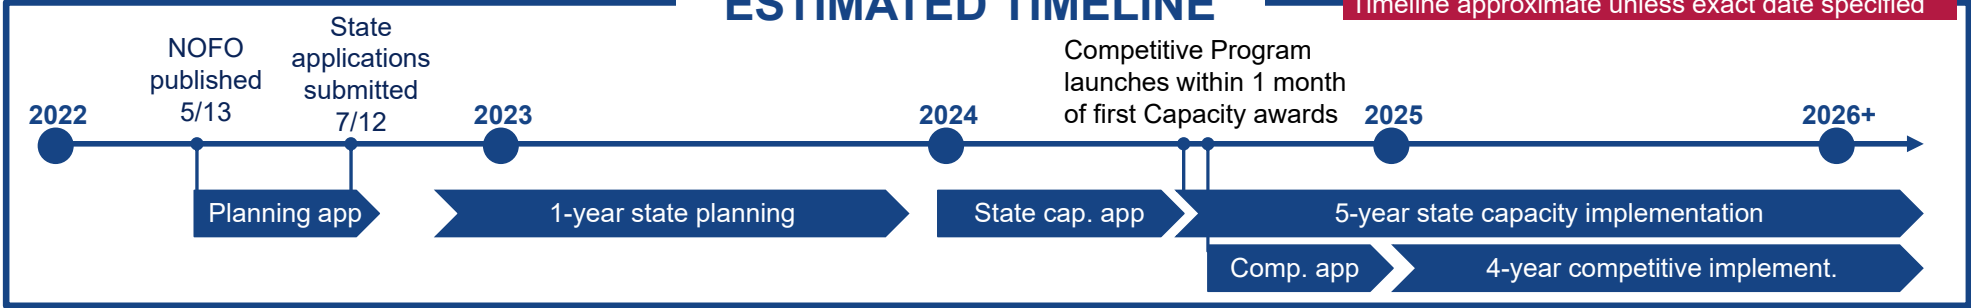 ESTIMATED TIMELINE
Timeline approximate unless exact date specified
NOFO
published
5/13
State
applications
submitted
7/12
Competitive Program
launches within 1 month
of first Capacity awards
2022
2023
2024
2025
2026+
Planning app
1-year state planning
State cap. app
5-year state capacity implementation
Comp. app
4-year competitive implement.